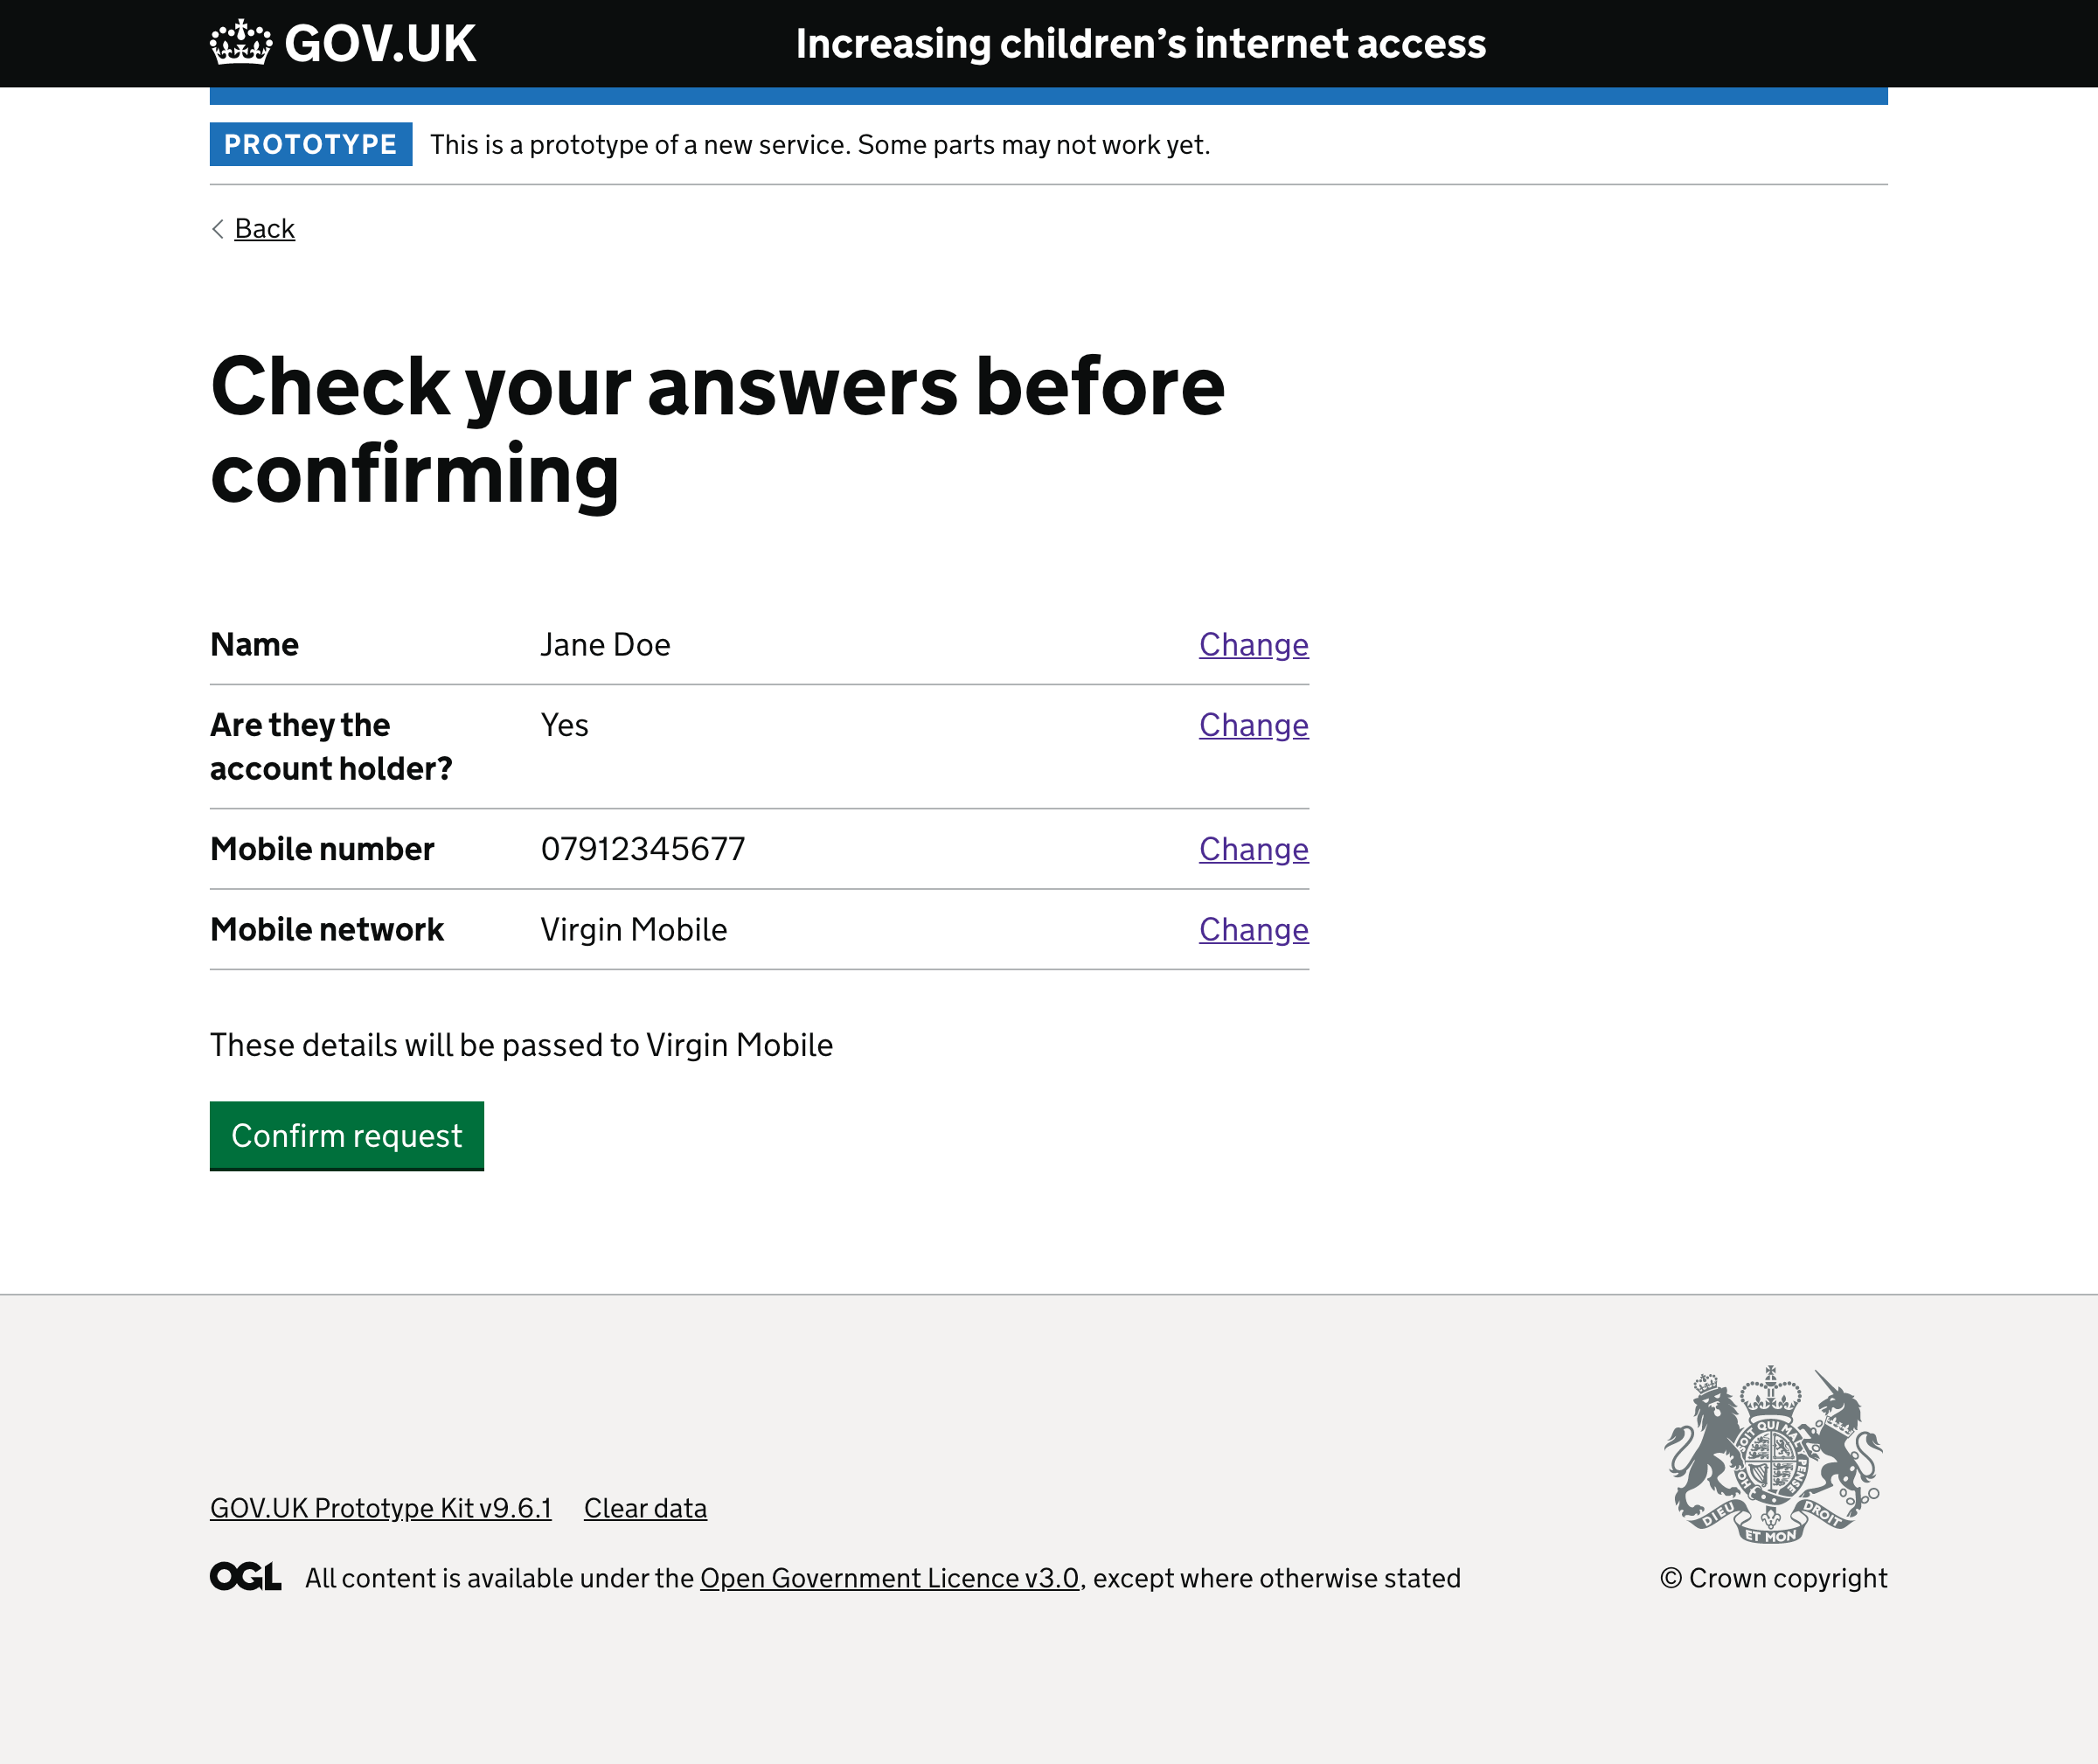 GOV.UK
Increasing children’s internet access
PROTOTYPE
This is a prototype of a new service. Some parts may not work yet.
Back
Check your answers before
confirming
Name
Jane Doe
Change
Are they the
account holder?
Yes
Change
Mobile number
07912345677
Change
Mobile network
Virgin Mobile
Change
These details will be passed to Virgin Mobile
Confirm request
GOV.UK Prototype Kit v9.6.1
Clear data
OGL
All content is available under the Open Government Licence v3.0, except where otherwise stated
DIEU ET MON DROIT
© Crown copyright